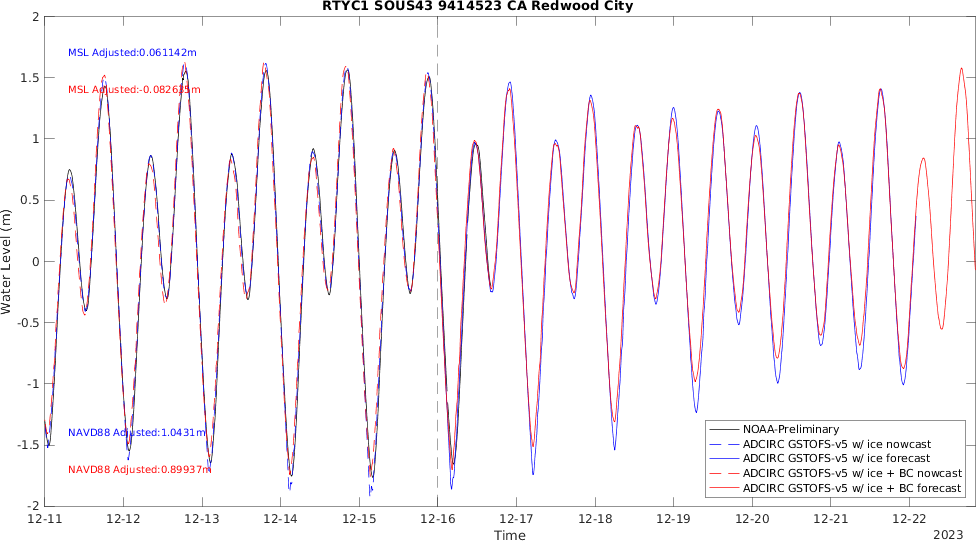 RTYC1 SOUS43 9414523 CA Redwood City
2
1.5
1
0.5
0
-0.5
-1
-1.5
-2
Water Level (m)
MSL Adjusted:0.061142m
MSL Adjusted:-0.082635m
NAVD88 Adjusted:1.0431m
NAVD88 Adjusted:0.89937m
NOAA-Preliminary
ADCIRC GSTOFS-v5 w/ ice nowcast
ADCIRC GSTOFS-v5 w/ ice forecast
ADCIRC GSTOFS-v5 w/ ice + BC nowcast
ADCIRC GSTOFS-v5 w/ ice + BC forecast
12-11 12-12 12-13 12-14 12-15 12-16 12-17 12-18 12-19 12-20 12-21 12-22
Time
2023